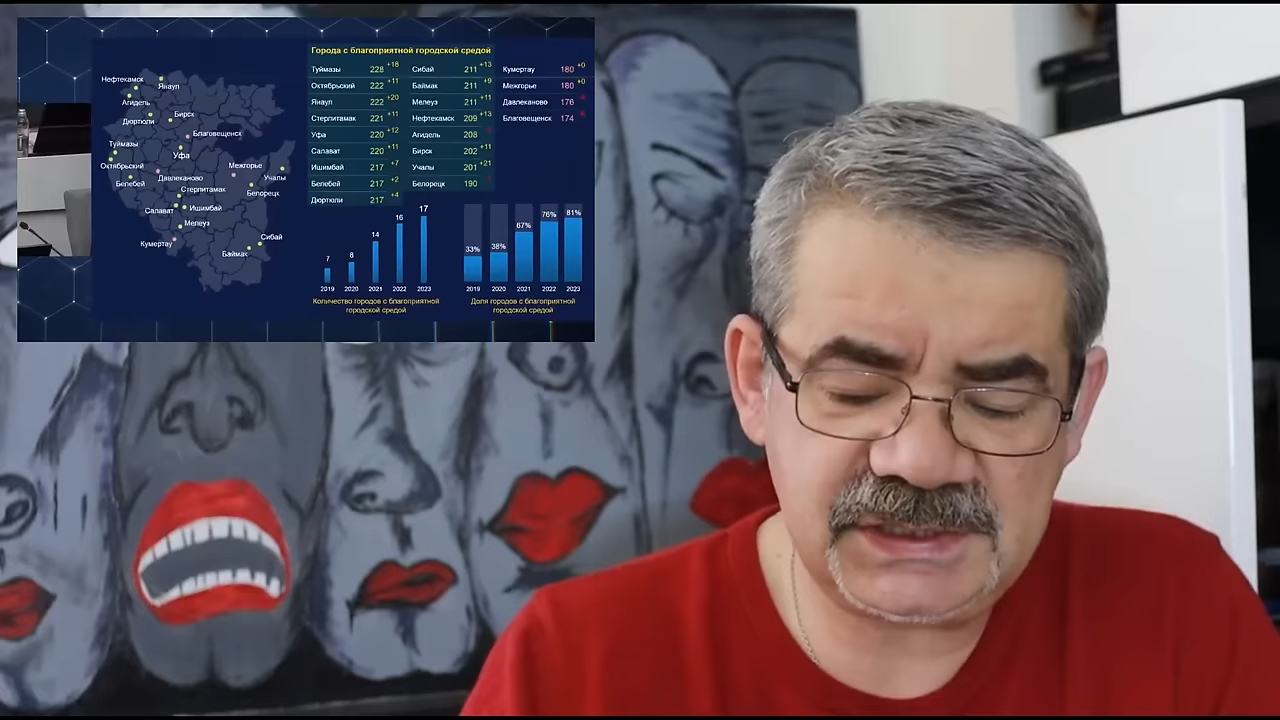 Города с благоприятной городской средой
Туймазы 228 +18
Октябрьский 222 +11
Янаул 222 +20
Стерлитамак 221 +11
Уфа 220 +12
Салават 220 +11
Ишимбай 217 +7
Белебей 217 +2
Дюртюли 217 +4
Сибай 211 +13
Баймак 211 +9
Мелеуз 211 +11
Нефтекамск 209 +13
Агидель 208
Бирск 202 +11
Учалы 201 +21
Белорецк 190
Кумертау 180 +0
Межгорье 180 +0
Давлеканово 176
Благовещенск 174
Нефтекамск
Янаул
Агидель
Дюртюли
Бирск
Благовещенск
Туймазы
Уфа
Октябрьский
Межгорье
Учалы
Белебей
Давлеканово
Стерлитамак
Белорецк
Салават
Ишимбай
Мелеуз
Кумертау
Сибай
Баймак
7 8 14 16 17
2019 2020 2021 2022 2023
Количество городов с благоприятной
городской средой
33% 38% 67% 76% 81%
2019 2020 2021 2022 2023
Доля городов с благоприятной
городской средой